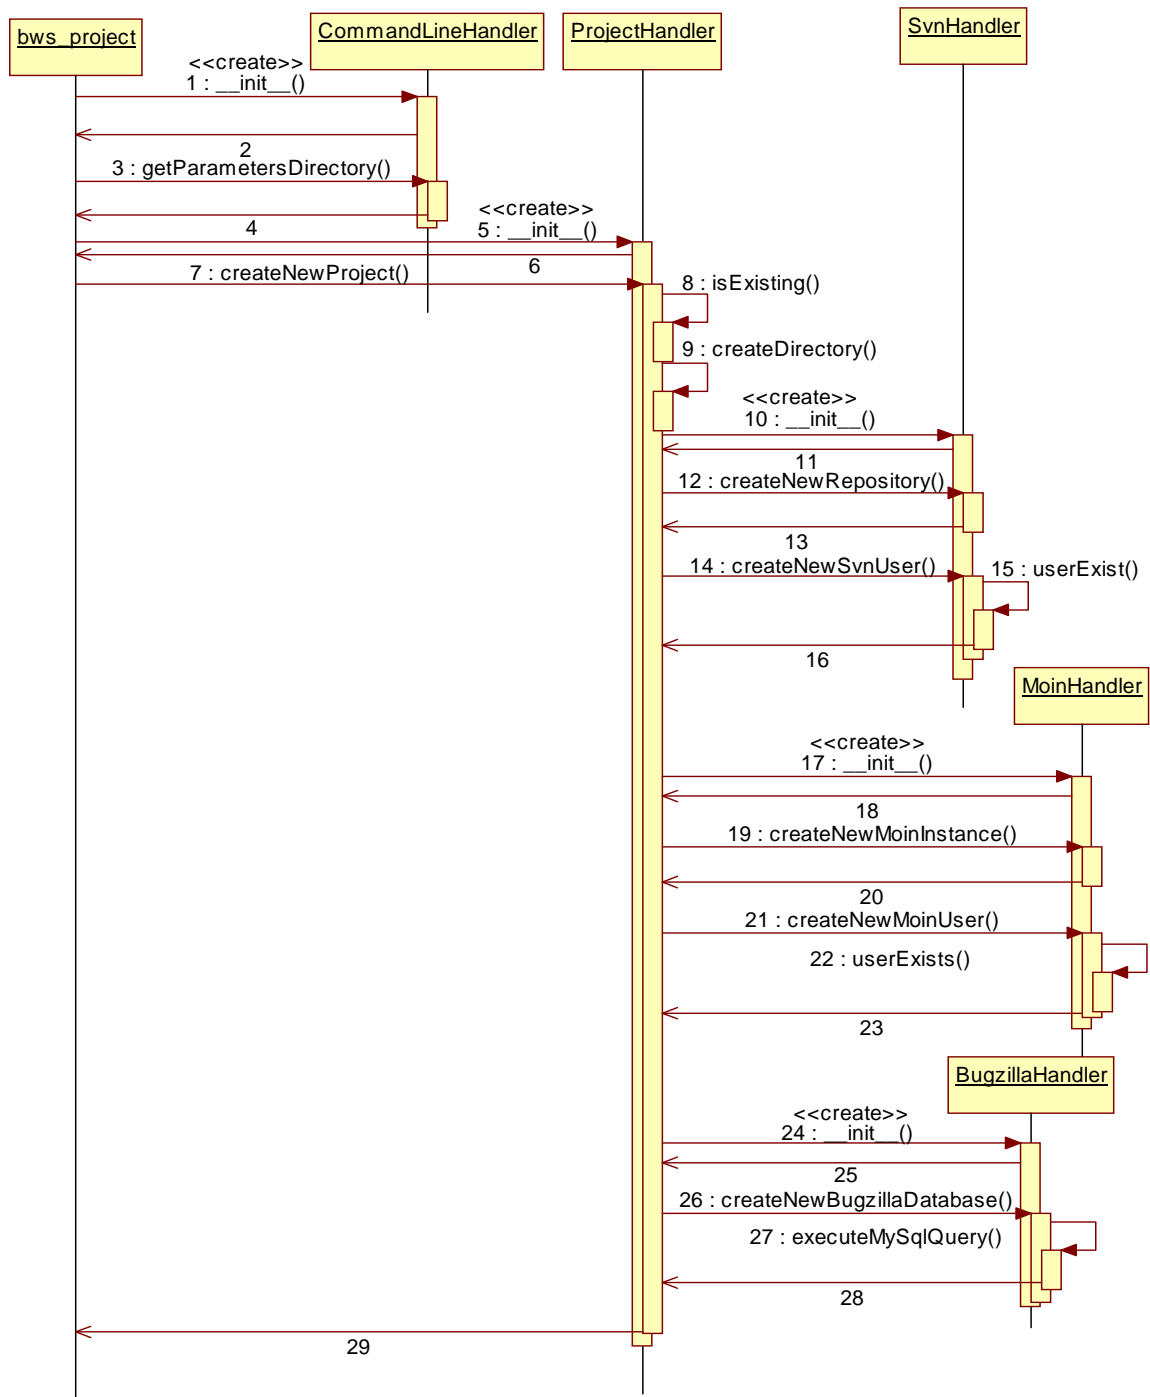 bws_project
CommandLineHandler
ProjectHandler
SvnHandler
<<create>>
1 : __init__()
2
3 : getParametersDirectory()
4
<<create>>
5 : __init__()
6
7 : createNewProject()
8 : isExisting()
9 : createDirectory()
<<create>>
10 : __init__()
11
12 : createNewRepository()
13
14 : createNewSvnUser()
15 : userExist()
16
MoinHandler
<<create>>
17 : __init__()
18
19 : createNewMoinInstance()
20
21 : createNewMoinUser()
22 : userExists()
23
BugzillaHandler
<<create>>
24 : __init__()
25
26 : createNewBugzillaDatabase()
27 : executeMySqlQuery()
28
29